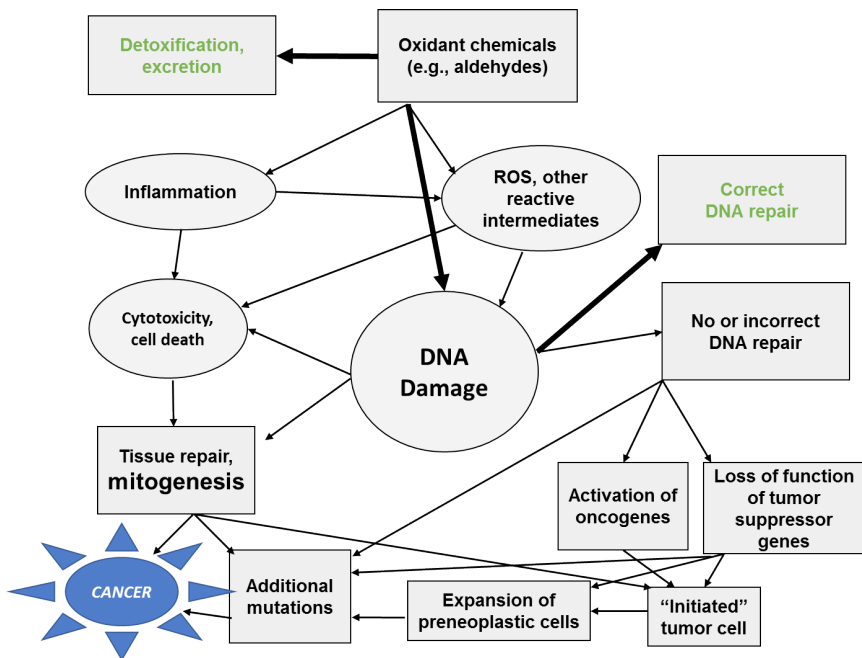 Detoxification,
excretion
Oxidant chemicals
(e.g., aldehydes)
Inflammation
ROS, other
reactive
intermediates
Correct
DNA repair
Cytotoxicity,
cell death
DNA
Damage
No or incorrect
DNA repair
Tissue repair,
mitogenesis
Activation of
oncogenes
Loss of function
of tumor
suppressor
genes
CANCER
Additional
mutations
Expansion of
preneoplastic cells
“Initiated”
tumor cell